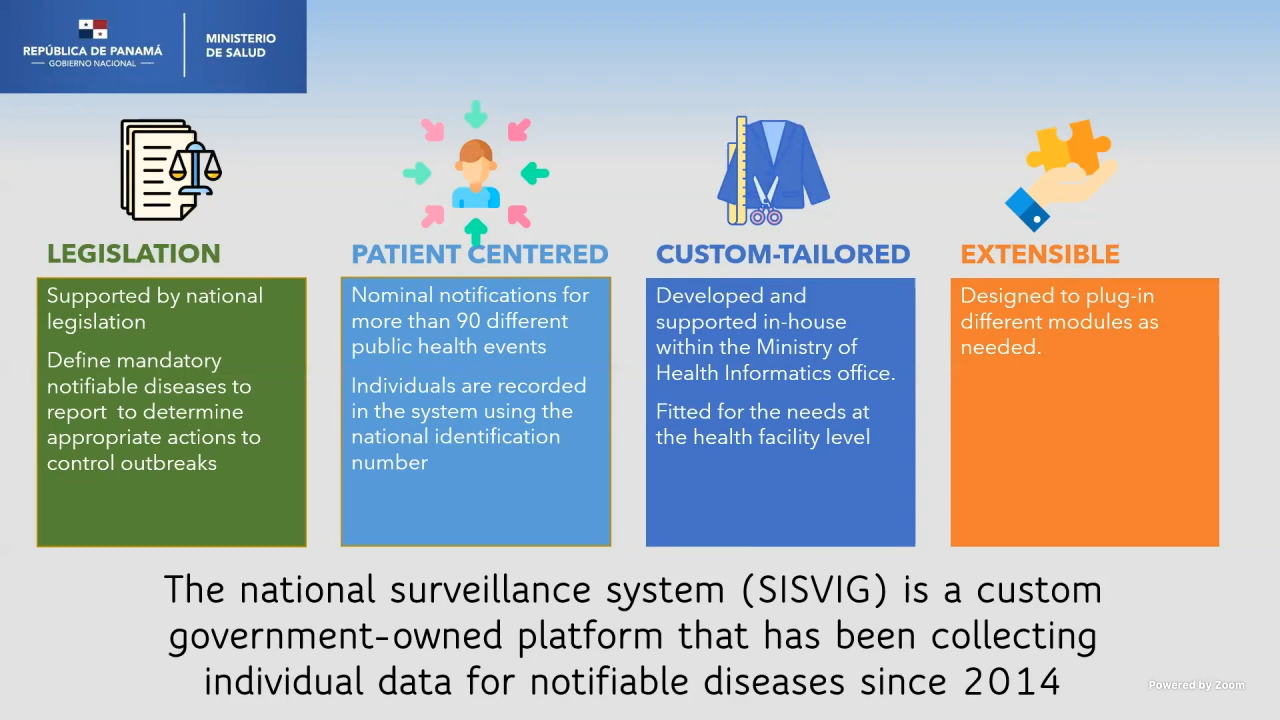 REPÚBLICA DE PANAMÁ
GOBIERNO NACIONAL
MINISTERIO
DE SALUD
LEGISLATION
Supported by national
legislation
Define mandatory
notifiable diseases to
report to determine
appropriate actions to
control outbreaks
PATIENT CENTERED
Nominal notifications for
more than 90 different
public health events
Individuals are recorded
in the system using the
national identification
number
CUSTOM-TAILORED
Developed and
supported in-house
within the Ministry of
Health Informatics office.
Fitted for the needs at
the health facility level
EXTENSIBLE
Designed to plug-in
different modules as
needed.
The national surveillance system (SISVIG) is a custom
government-owned platform that has been collecting
individual data for notifiable diseases since 2014
Powered by Zoom